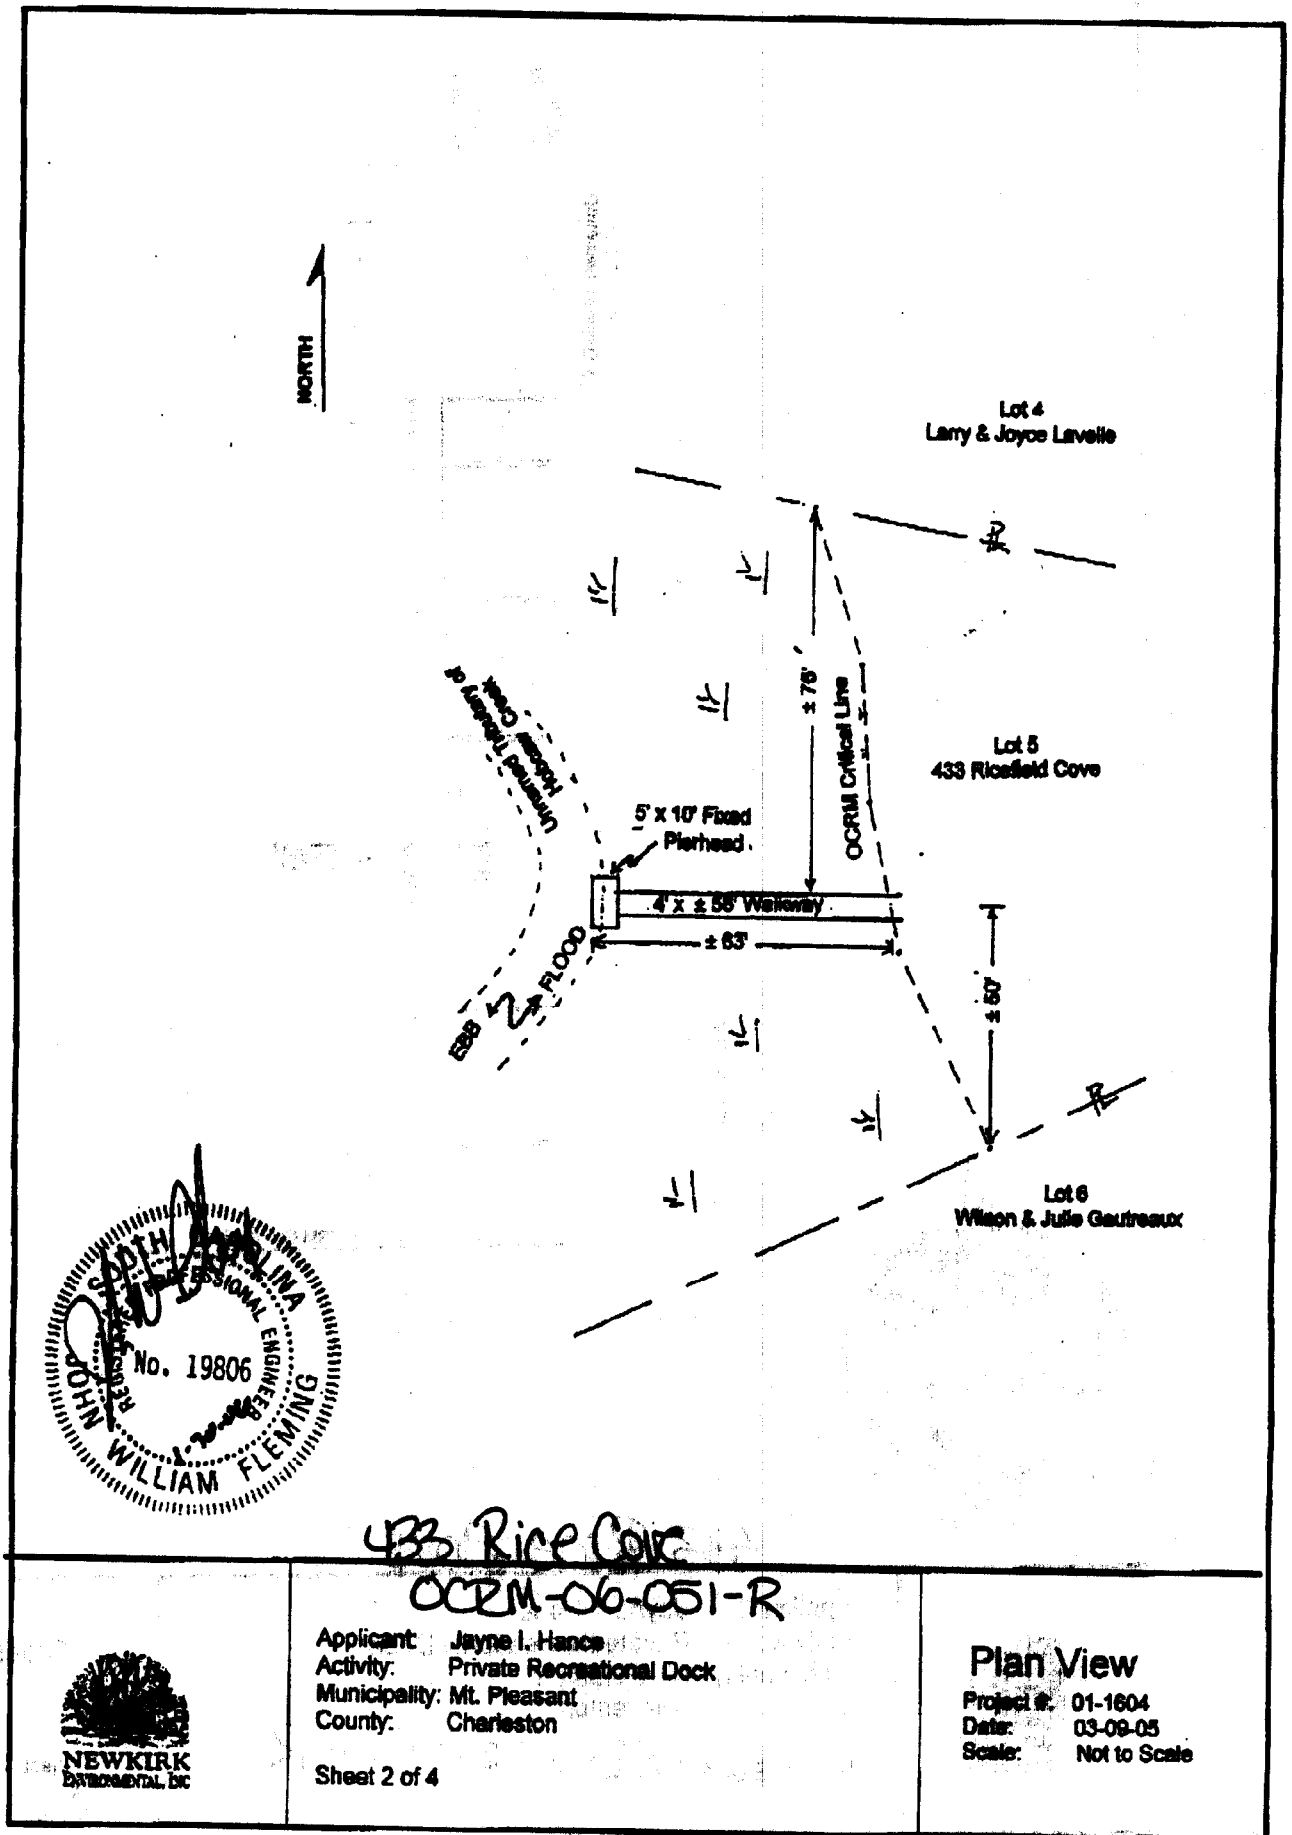 NORTH
Lot 4
Larry & Joyce Lavelle
PL
± 76'
OCRM Critical Line
Lot 5
433 Ricefield Cove
Unnamed Tributary of
Hobcaw Creek
5' x 10' Fixed
Pierhead
4' x ± 58' Walkway
± 63'
FLOOD
EBB
± 50'
PL
Lot 6
Wilson & Julie Gautreaux
SOUTH CAROLINA
REGISTERED PROFESSIONAL ENGINEER
No. 19806
JOHN WILLIAM FLEMING
433 Rice Cove
OCRM-06-051-R
Applicant: Jayne I. Hance
Activity: Private Recreational Dock
Municipality: Mt. Pleasant
County: Charleston
Sheet 2 of 4
NEWKIRK
ENVIRONMENTAL, INC
Plan View
Project #: 01-1604
Date: 03-09-05
Scale: Not to Scale